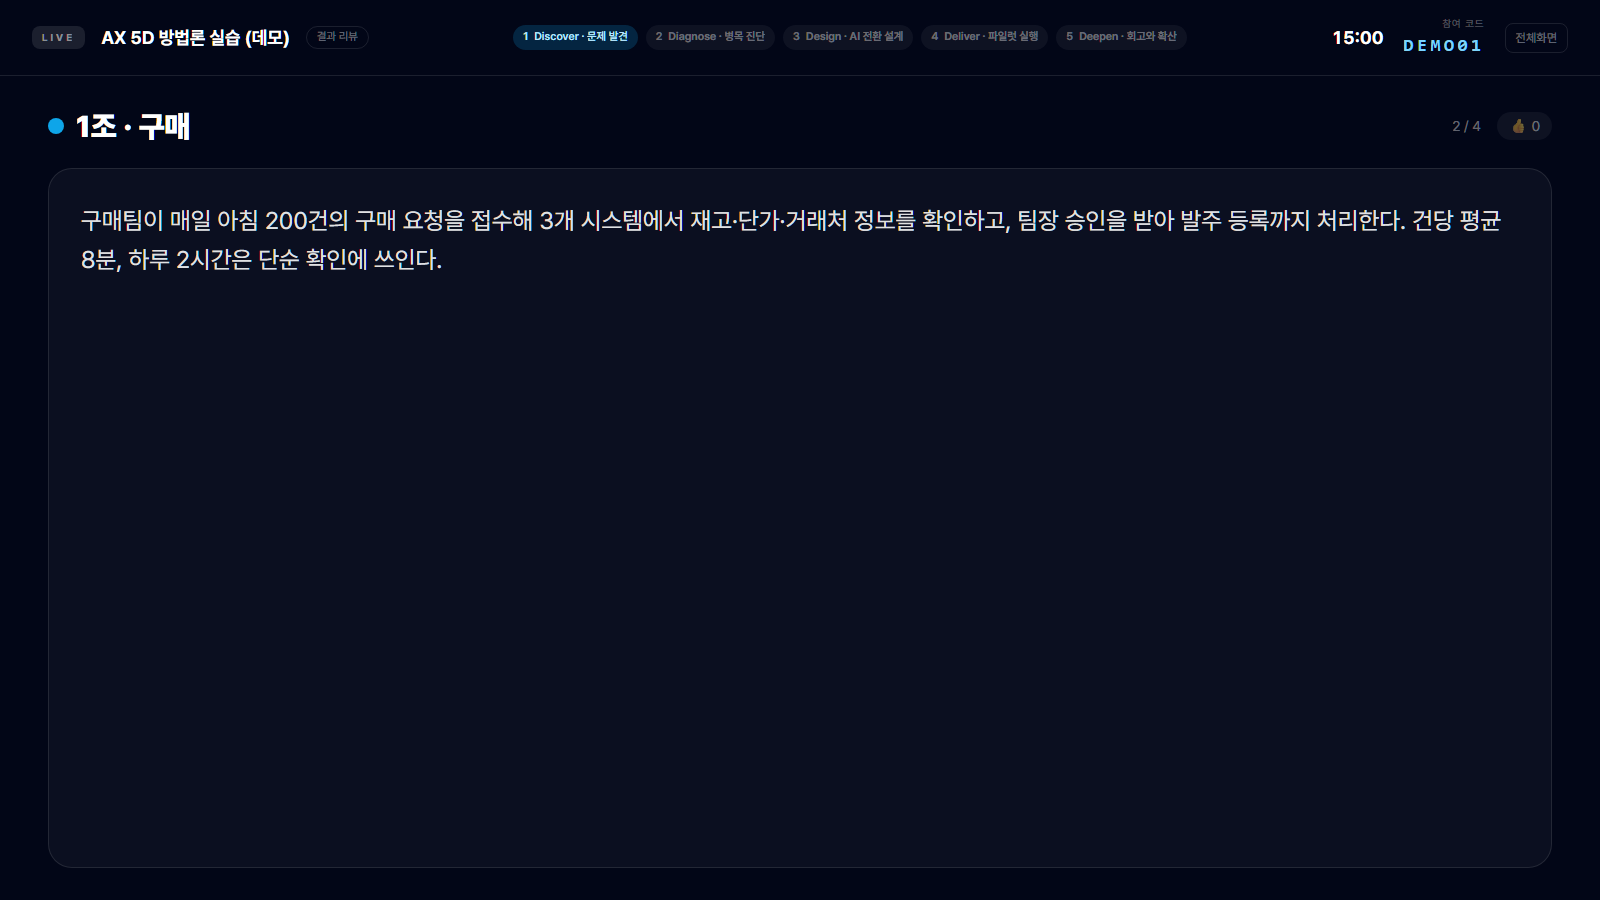 LIVE
AX 5D 방법론 실습 (데모)
결과 리뷰
1 Discover · 문제 발견
2 Diagnose · 병목 진단
3 Design · AI 전환 설계
4 Deliver · 파일럿 실행
5 Deepen · 회고와 확산
15:00
참여 코드
DEMO01
전체화면
1조 · 구매
2 / 4
👍 0
구매팀이 매일 아침 200건의 구매 요청을 접수해 3개 시스템에서 재고·단가·거래처 정보를 확인하고, 팀장 승인을 받아 발주 등록까지 처리한다. 건당 평균
8분, 하루 2시간은 단순 확인에 쓰인다.